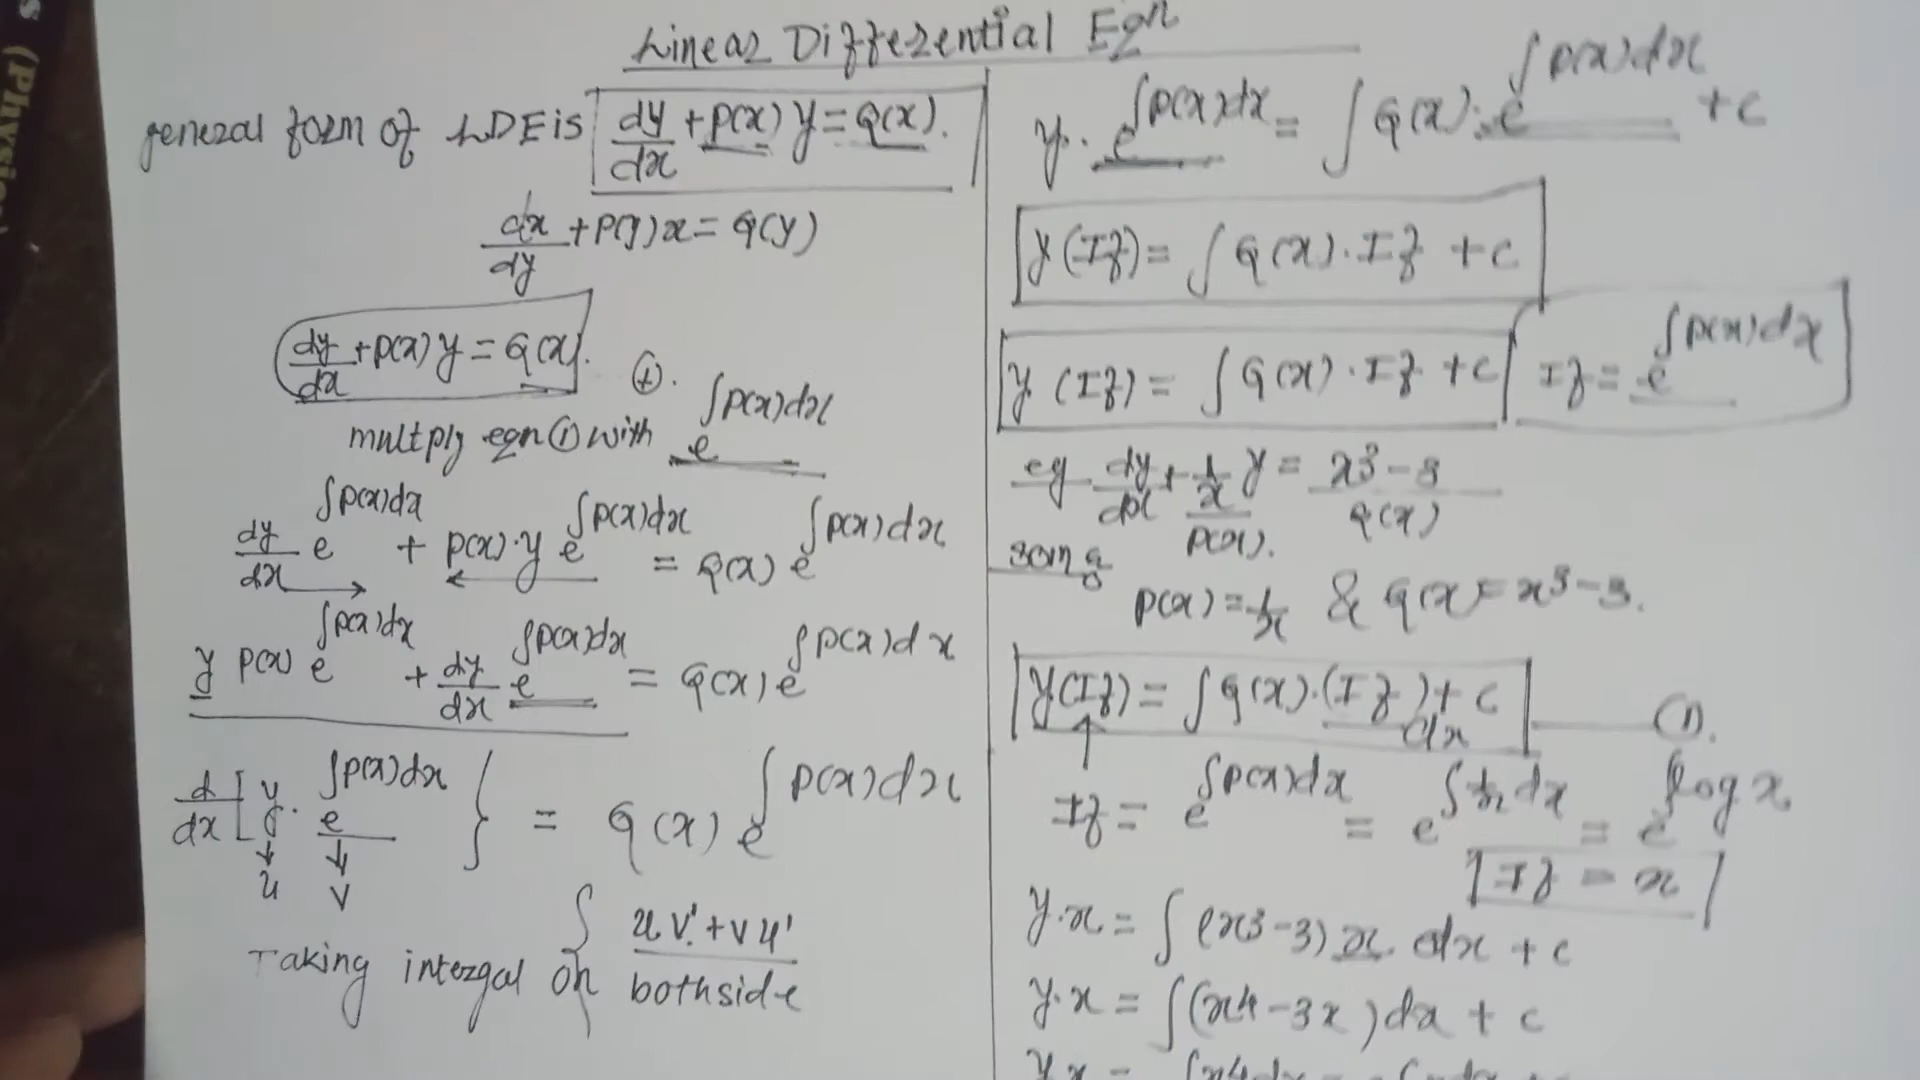 Linear Differential Eqn
general form of LDE is dy/dx + p(x) y = Q(x).
dx/dy + P(y) x = Q(y)
dy/dx + p(x) y = Q(x). ①.
multply eqn ① with e^∫p(x)dx
dy/dx e^∫p(x)dx + p(x)·y e^∫p(x)dx = Q(x) e^∫p(x)dx
y p(x) e^∫p(x)dx + dy/dx e^∫p(x)dx = Q(x) e^∫p(x)dx
d/dx [y · e^∫p(x)dx } = Q(x) e^∫p(x)dx
u v
∫ uv' + vu'
Taking integral on bothside
y · e^∫p(x)dx = ∫ Q(x) · e^∫p(x)dx + c
y (If) = ∫ Q(x) · If + c
y (If) = ∫ Q(x) · If + c If = e^∫p(x)dx
eg dy/dx + 1/x y = x³ - 3
p(x). Q(x)
p(x) = 1/x & Q(x) = x³ - 3.
y(If) = ∫ Q(x) · (If) + c (1).
dx
If = e^∫p(x)dx = e^∫1/x dx = e^log x
If = x
y·x = ∫ (x³ - 3) x dx + c
y·x = ∫ (x4 - 3x) dx + c